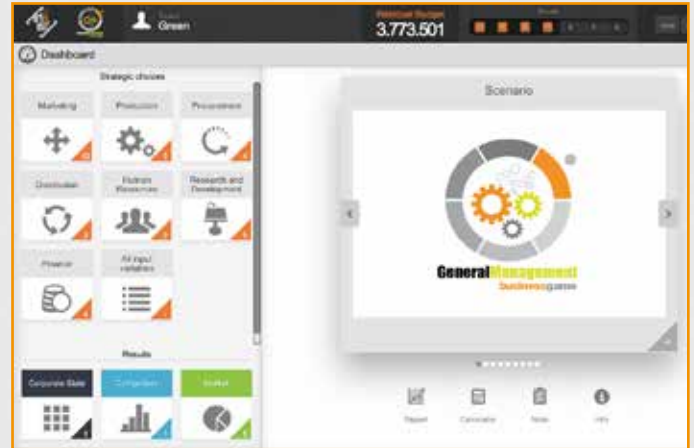 Green
3.773.501
Dashboard
Scenario
Strategic choices
Marketing
Production
Procurement
Distribution
Human
Resources
Research and
Development
Finance
All input
variables
GeneralManagement
businessgame
Results
Corporate State
Competitors
Market
Report
Calculator
Notes
Info